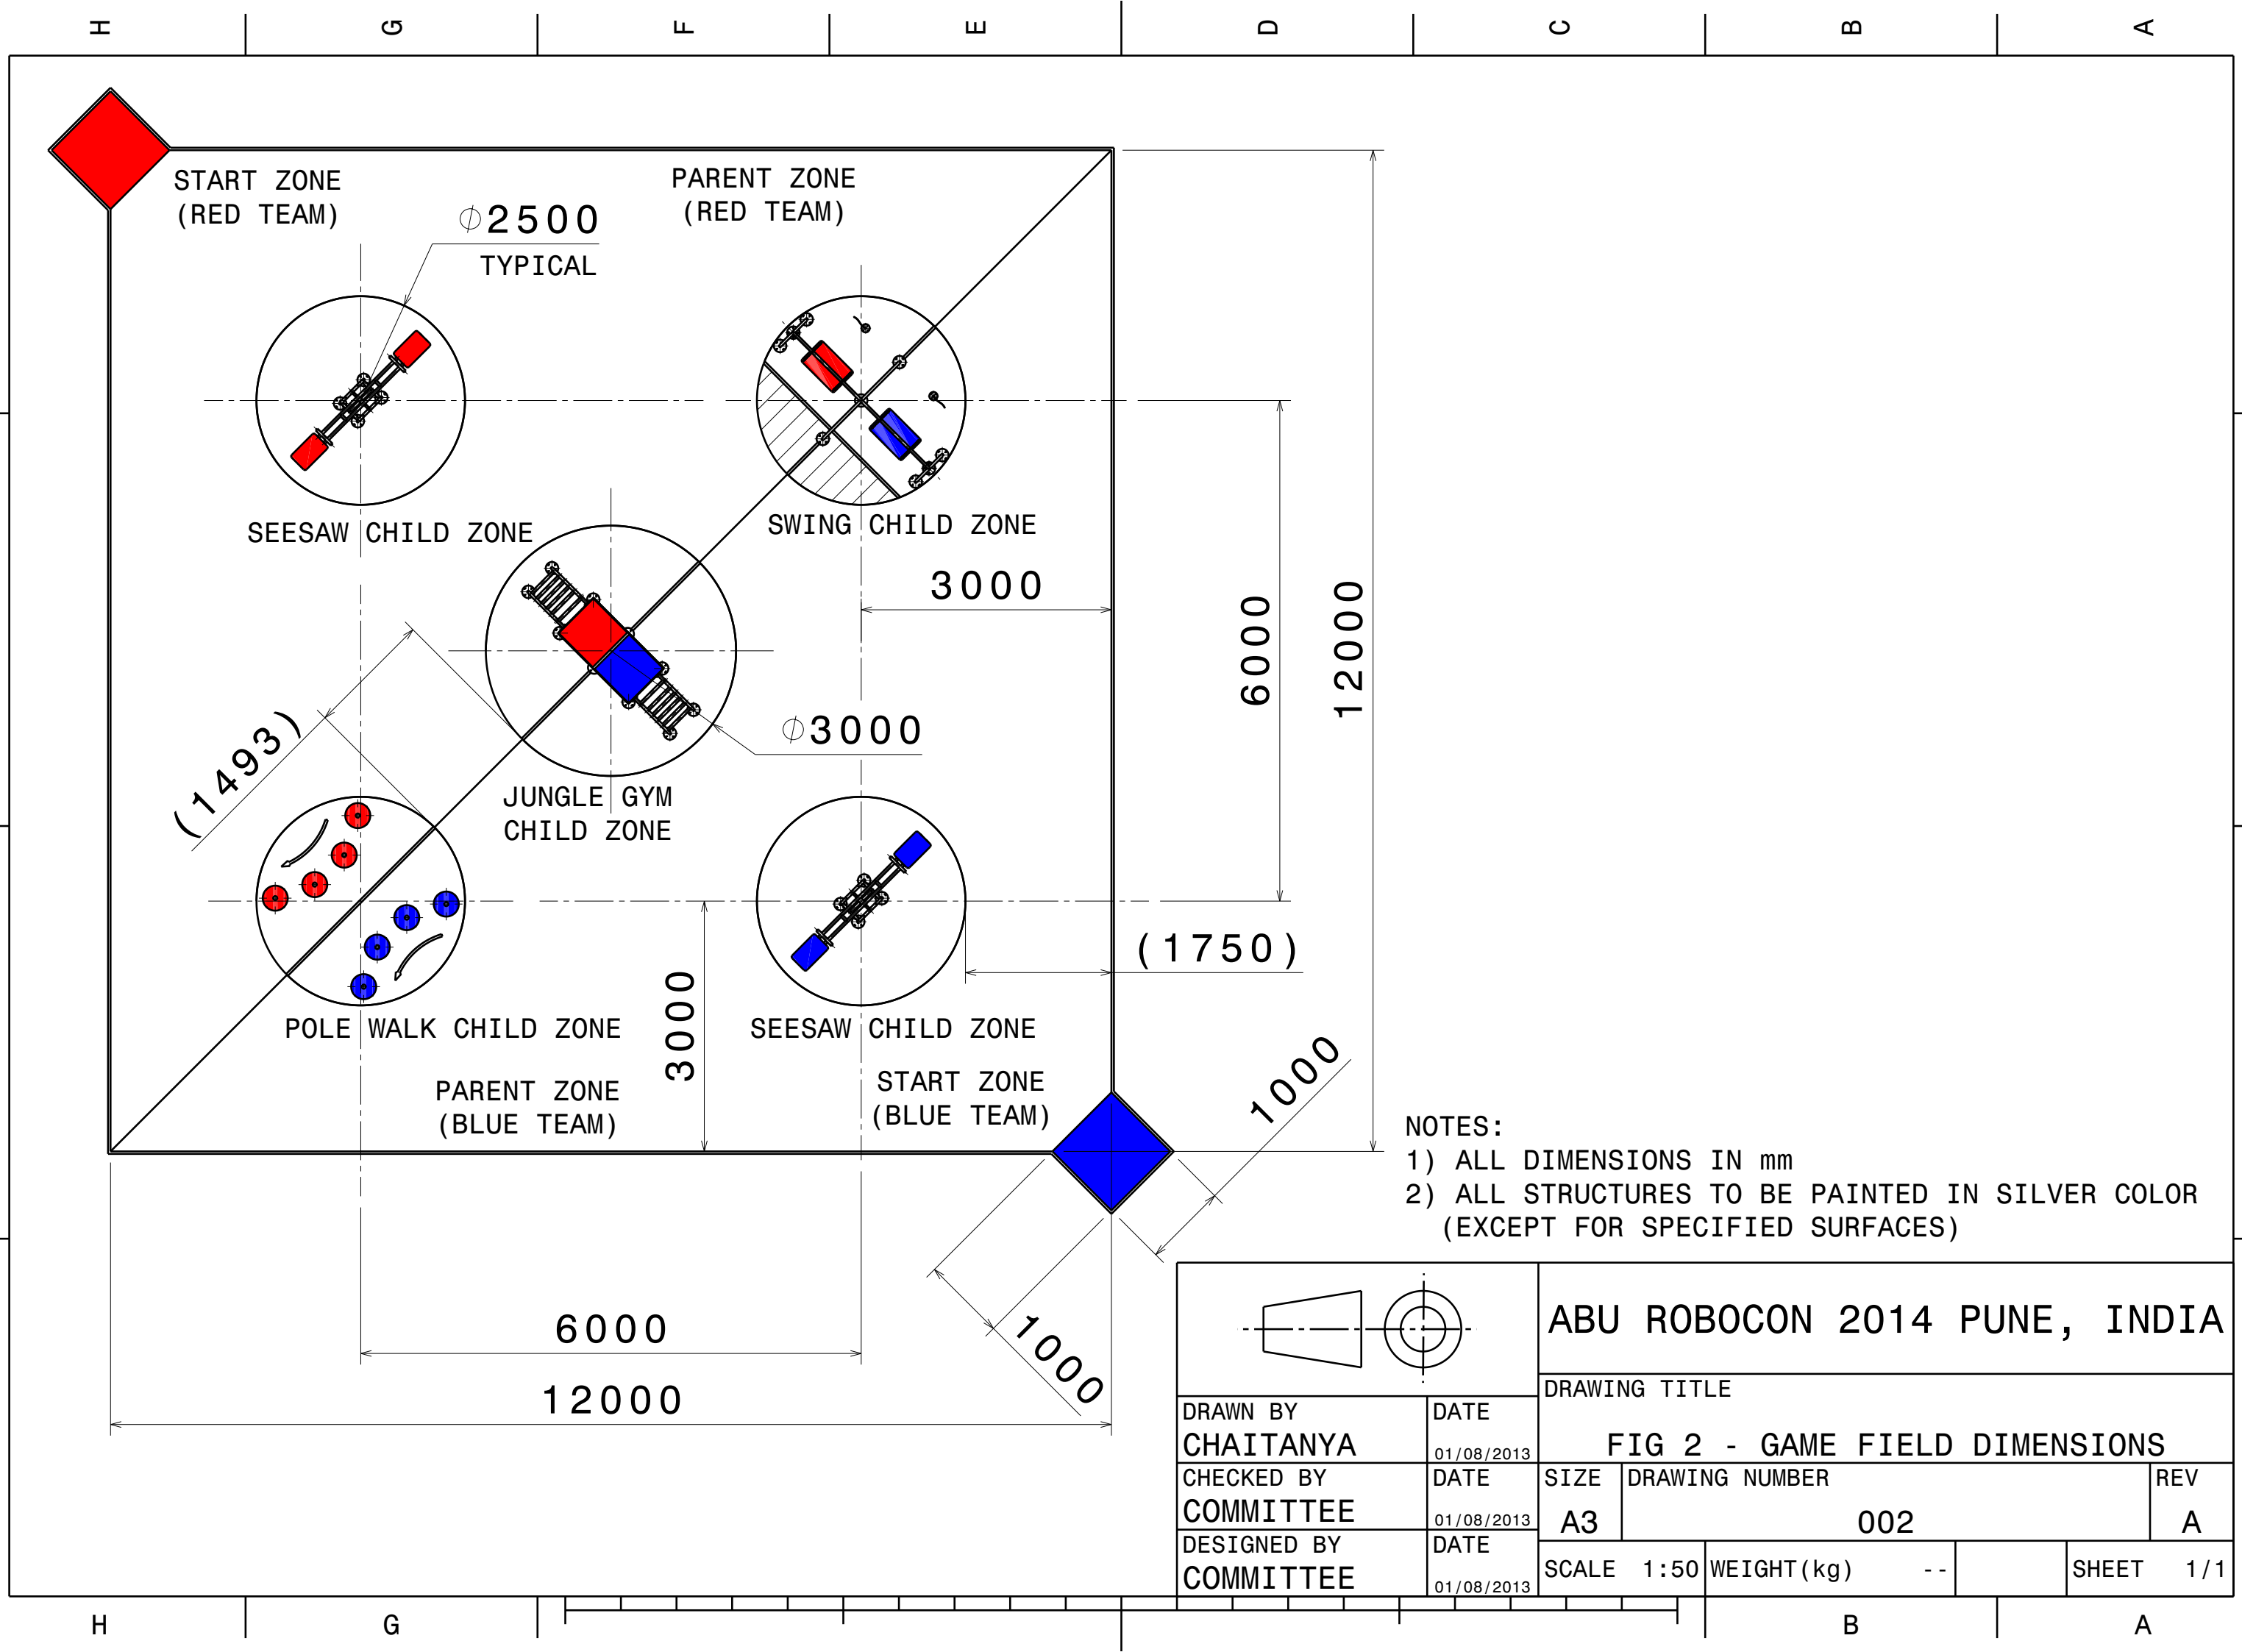 H G F E D C B A
START ZONE
(RED TEAM)
PARENT ZONE
(RED TEAM)
⌀2500
TYPICAL
SEESAW CHILD ZONE
SWING CHILD ZONE
3000
6000
12000
(1493)
⌀3000
JUNGLE GYM
CHILD ZONE
(1750)
3000
POLE WALK CHILD ZONE
SEESAW CHILD ZONE
PARENT ZONE
(BLUE TEAM)
START ZONE
(BLUE TEAM)
1000
1000
6000
12000
NOTES:
1) ALL DIMENSIONS IN mm
2) ALL STRUCTURES TO BE PAINTED IN SILVER COLOR
(EXCEPT FOR SPECIFIED SURFACES)
ABU ROBOCON 2014 PUNE, INDIA
DRAWING TITLE
FIG 2 - GAME FIELD DIMENSIONS
DRAWN BY DATE
CHAITANYA 01/08/2013
CHECKED BY DATE
COMMITTEE 01/08/2013
DESIGNED BY DATE
COMMITTEE 01/08/2013
SIZE DRAWING NUMBER REV
A3 002 A
SCALE 1:50 WEIGHT(kg) -- SHEET 1/1
H G B A